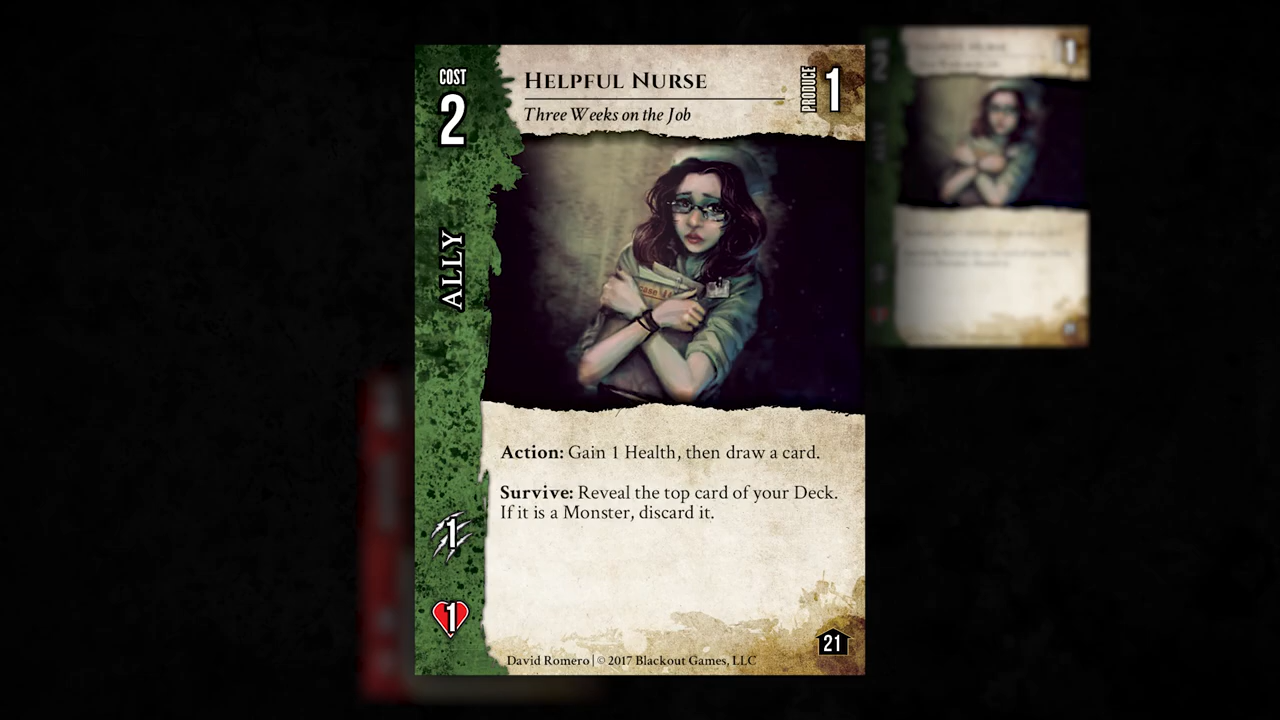 COST
2
HELPFUL NURSE
Three Weeks on the Job
PRODUCE
1
ALLY
case
Action: Gain 1 Health, then draw a card.
Survive: Reveal the top card of your Deck.
If it is a Monster, discard it.
1
1
21
David Romero | © 2017 Blackout Games, LLC
1